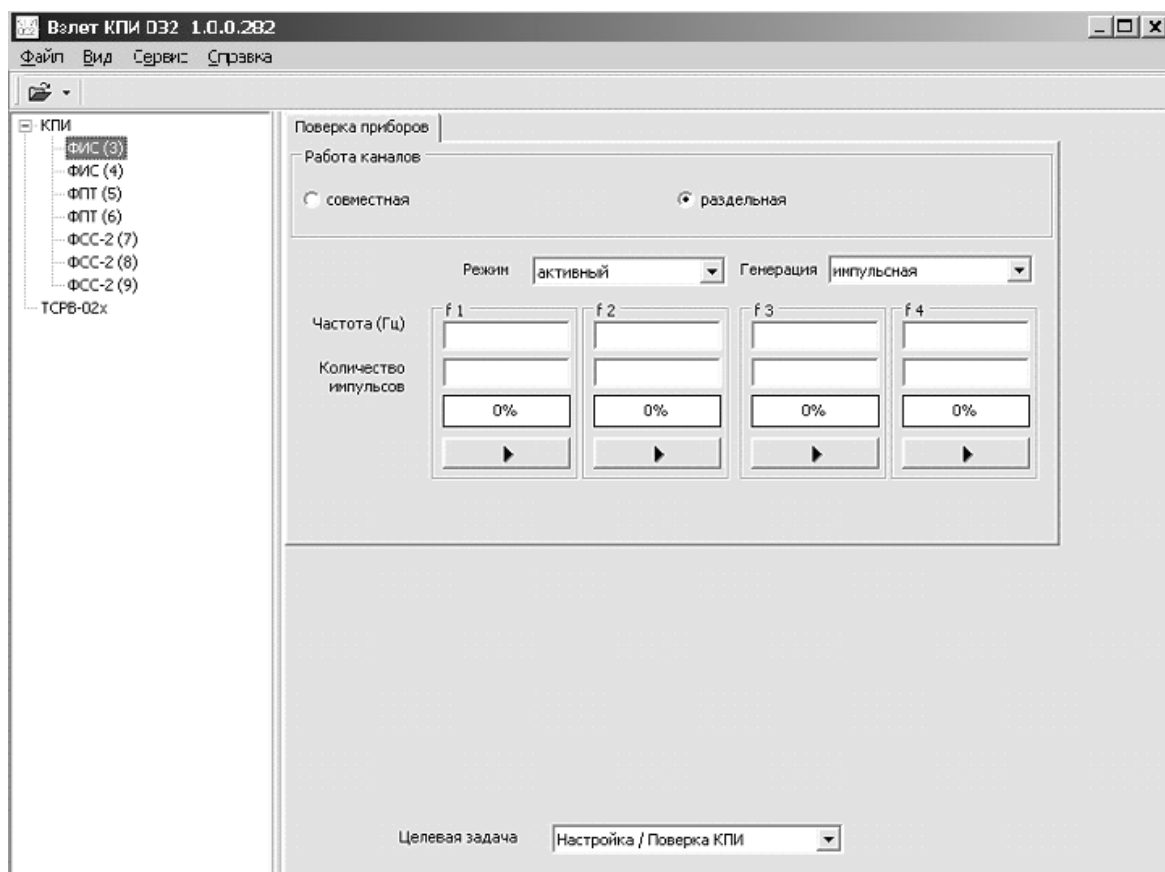 Взлет КПИ D32 1.0.0.282
Файл Вид Сервис Справка
КПИ
ФИС (3)
ФИС (4)
ФПТ (5)
ФПТ (6)
ФСС-2 (7)
ФСС-2 (8)
ФСС-2 (9)
ТСРВ-02х
Поверка приборов
Работа каналов
совместная раздельная
Режим активный Генерация импульсная
f 1 f 2 f 3 f 4
Частота (Гц)
Количество
импульсов
0% 0% 0% 0%
Целевая задача Настройка / Поверка КПИ